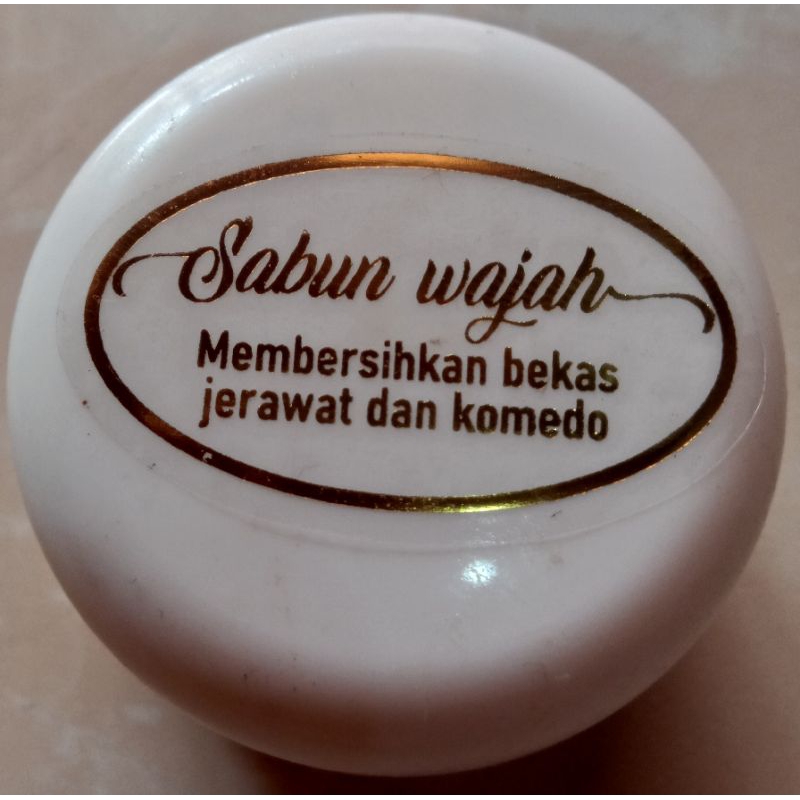 Sabun wajah
Membersihkan bekas
jerawat dan komedo